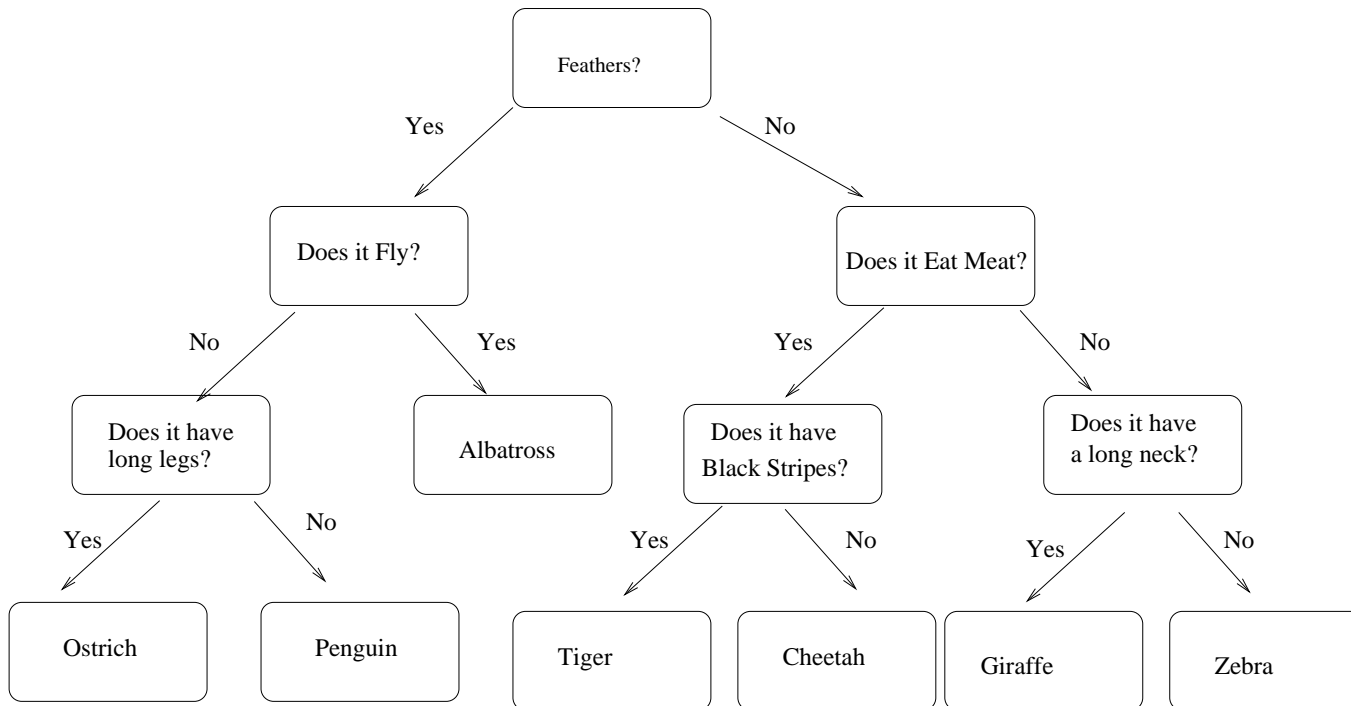 Feathers?
Yes
No
Does it Fly?
Does it Eat Meat?
No
Yes
Yes
No
Does it have
long legs?
Albatross
Does it have
Black Stripes?
Does it have
a long neck?
Yes
No
Yes
No
Yes
No
Ostrich
Penguin
Tiger
Cheetah
Giraffe
Zebra